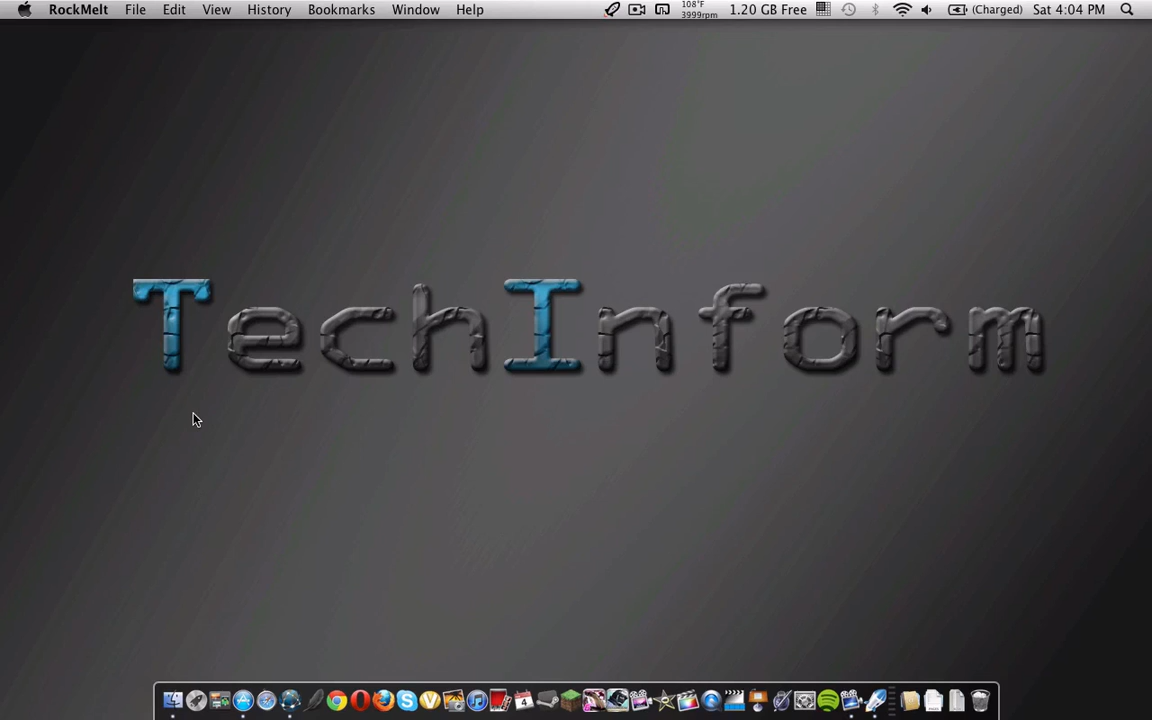 RockMelt File Edit View History Bookmarks Window Help 108°F 1.20 GB Free (Charged) Sat 4:04 PM
3999rpm
TechInform
4